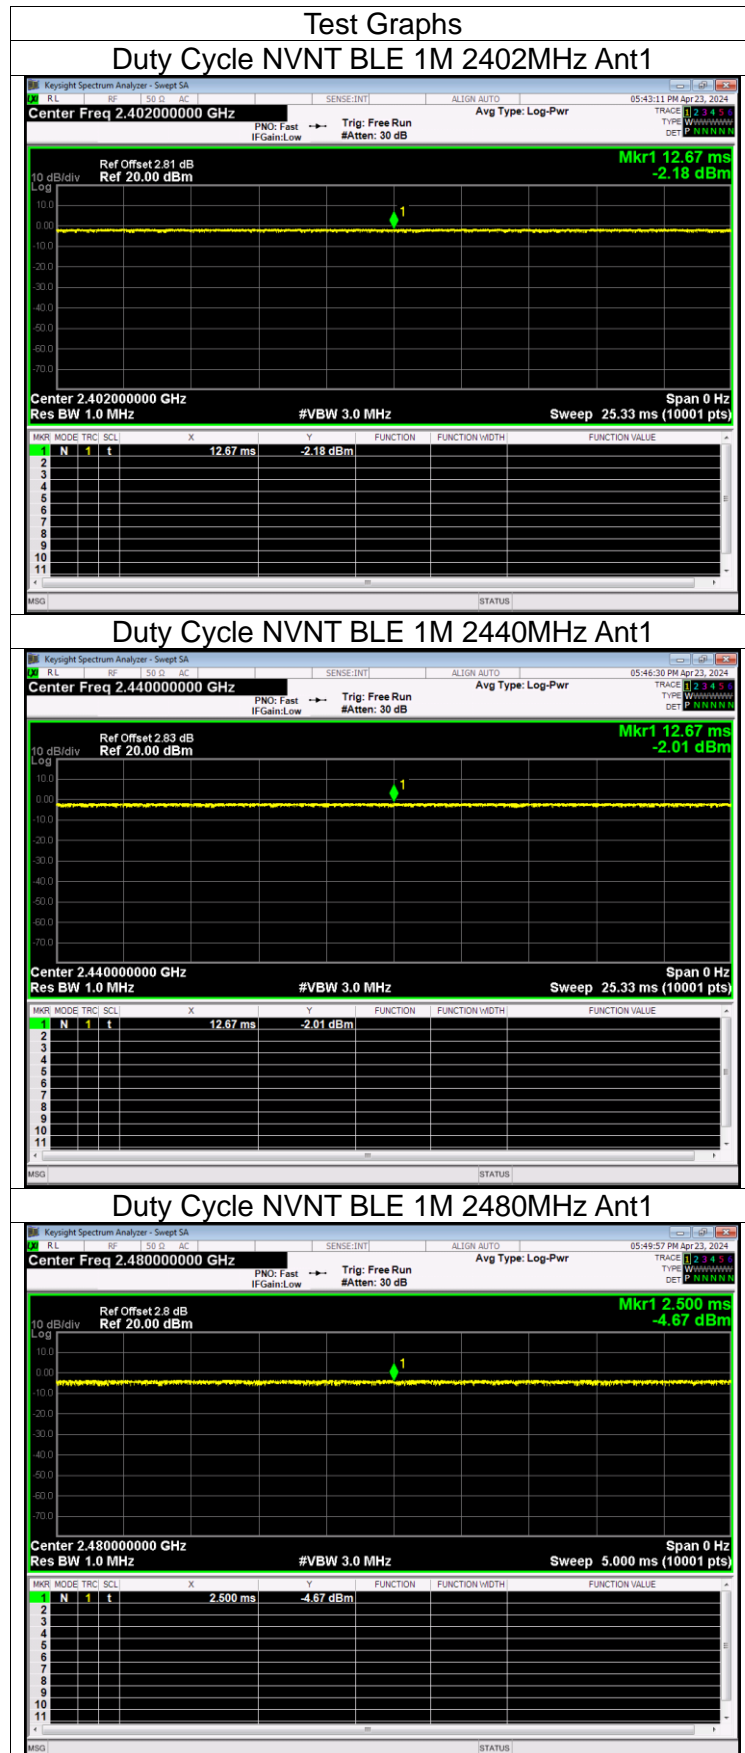 Test Graphs
Duty Cycle NVNT BLE 1M 2402MHz Ant1
Keysight Spectrum Analyzer - Swept SA
RL RF 50 Ω AC SENSE:INT ALIGN AUTO 05:43:11 PM Apr 23, 2024
Center Freq 2.402000000 GHz Avg Type: Log-Pwr TRACE 1 2 3 4 5 6
PNO: Fast Trig: Free Run TYPE WWWWWW
IFGain:Low #Atten: 30 dB DET P N N N N N
Mkr1 12.67 ms
Ref Offset 2.81 dB
10 dB/div Ref 20.00 dBm -2.18 dBm
Log
10.0
1
0.00
-10.0
-20.0
-30.0
-40.0
-50.0
-60.0
-70.0
Center 2.402000000 GHz Span 0 Hz
Res BW 1.0 MHz #VBW 3.0 MHz Sweep 25.33 ms (10001 pts)
MKR MODE TRC SCL X Y FUNCTION FUNCTION WIDTH FUNCTION VALUE
1 N 1 t 12.67 ms -2.18 dBm
2
3
4
5
6
7
8
9
10
11
MSG STATUS
Duty Cycle NVNT BLE 1M 2440MHz Ant1
Keysight Spectrum Analyzer - Swept SA
RL RF 50 Ω AC SENSE:INT ALIGN AUTO 05:46:30 PM Apr 23, 2024
Center Freq 2.440000000 GHz Avg Type: Log-Pwr TRACE 1 2 3 4 5 6
PNO: Fast Trig: Free Run TYPE WWWWWW
IFGain:Low #Atten: 30 dB DET P N N N N N
Mkr1 12.67 ms
Ref Offset 2.83 dB
10 dB/div Ref 20.00 dBm -2.01 dBm
Log
10.0
1
0.00
-10.0
-20.0
-30.0
-40.0
-50.0
-60.0
-70.0
Center 2.440000000 GHz Span 0 Hz
Res BW 1.0 MHz #VBW 3.0 MHz Sweep 25.33 ms (10001 pts)
MKR MODE TRC SCL X Y FUNCTION FUNCTION WIDTH FUNCTION VALUE
1 N 1 t 12.67 ms -2.01 dBm
2
3
4
5
6
7
8
9
10
11
MSG STATUS
Duty Cycle NVNT BLE 1M 2480MHz Ant1
Keysight Spectrum Analyzer - Swept SA
RL RF 50 Ω AC SENSE:INT ALIGN AUTO 05:49:57 PM Apr 23, 2024
Center Freq 2.480000000 GHz Avg Type: Log-Pwr TRACE 1 2 3 4 5 6
PNO: Fast Trig: Free Run TYPE WWWWWW
IFGain:Low #Atten: 30 dB DET P N N N N N
Mkr1 2.500 ms
Ref Offset 2.8 dB
10 dB/div Ref 20.00 dBm -4.67 dBm
Log
10.0
1
0.00
-10.0
-20.0
-30.0
-40.0
-50.0
-60.0
-70.0
Center 2.480000000 GHz Span 0 Hz
Res BW 1.0 MHz #VBW 3.0 MHz Sweep 5.000 ms (10001 pts)
MKR MODE TRC SCL X Y FUNCTION FUNCTION WIDTH FUNCTION VALUE
1 N 1 t 2.500 ms -4.67 dBm
2
3
4
5
6
7
8
9
10
11
MSG STATUS